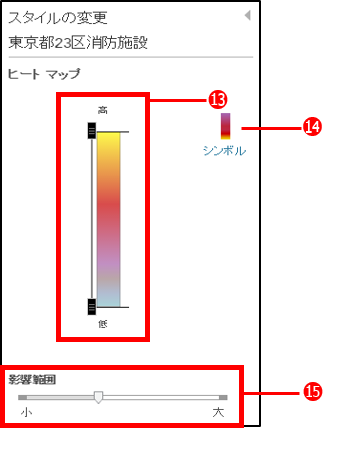 スタイルの変更
東京都23区消防施設
ヒート マップ
高
⑬
⑭
シンボル
低
影響範囲
⑮
小
大